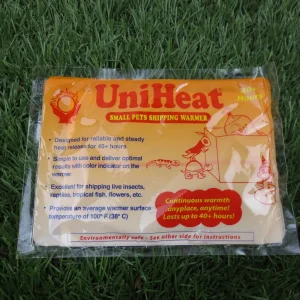 UniHeat
SMALL PETS SHIPPING WARMER
40+
HOURS
• Designed for reliable and steady
heat release for 40+ hours.
• Simple to use and deliver optimal
results with color indicator on the
warmer.
• Excellent for shipping live insects,
reptiles, tropical fish, flowers, etc.
• Provides an average warmer surface
temperature of 100° F (38° C)
Continuous warmth
anyplace, anytime!
Lasts up to 40+ hours!
Environmentally safe - See other side for instructions